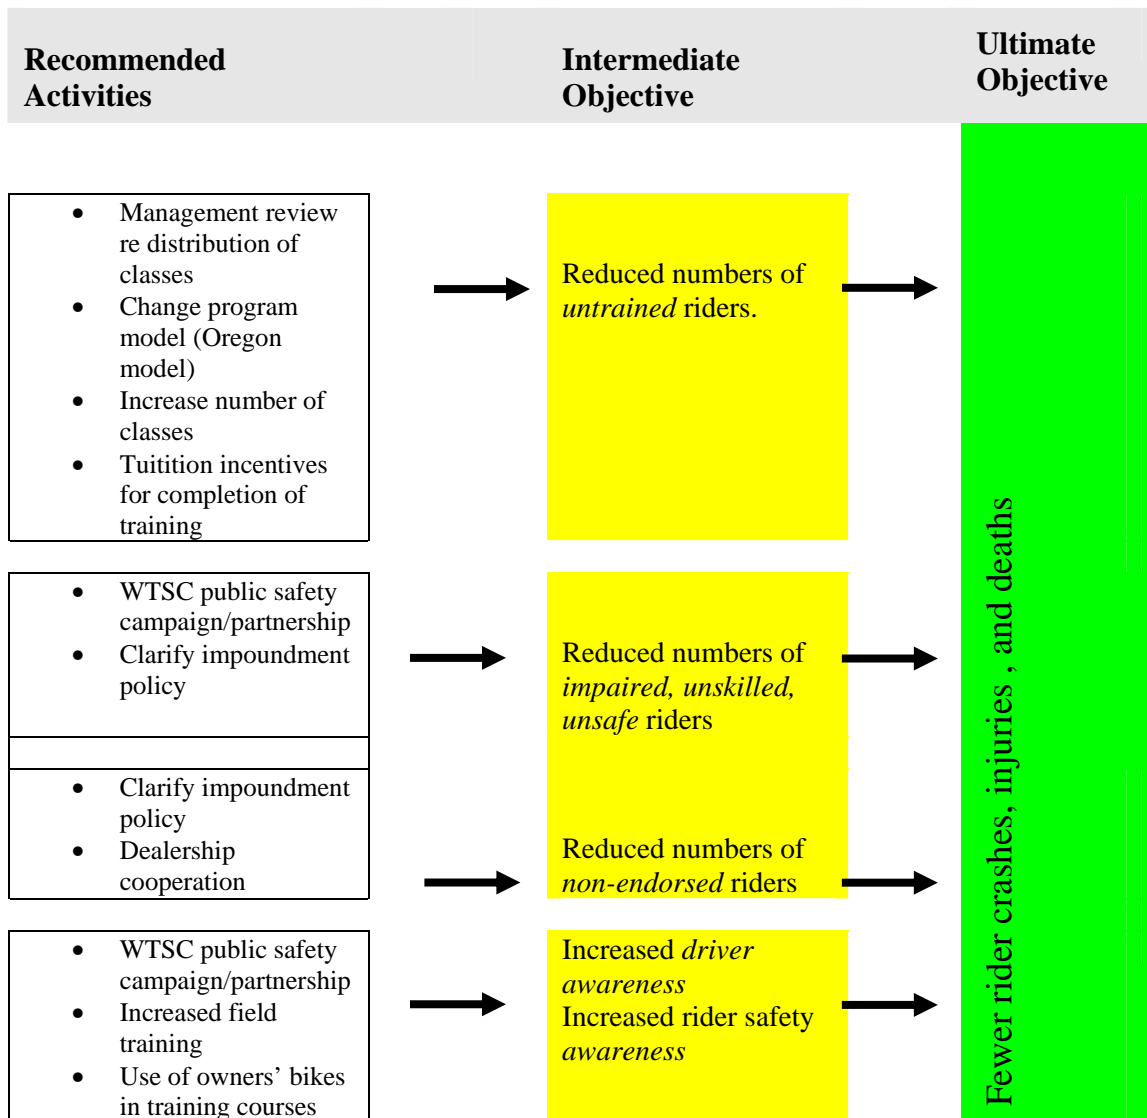 Recommended
Activities
Intermediate
Objective
Ultimate
Objective
• Management review
re distribution of
classes
• Change program
model (Oregon
model)
• Increase number of
classes
• Tuitition incentives
for completion of
training
Reduced numbers of
untrained riders.
• WTSC public safety
campaign/partnership
• Clarify impoundment
policy
Reduced numbers of
impaired, unskilled,
unsafe riders
• Clarify impoundment
policy
• Dealership
cooperation
Reduced numbers of
non-endorsed riders
• WTSC public safety
campaign/partnership
• Increased field
training
• Use of owners’ bikes
in training courses
Increased driver
awareness
Increased rider safety
awareness
Fewer rider crashes, injuries , and deaths